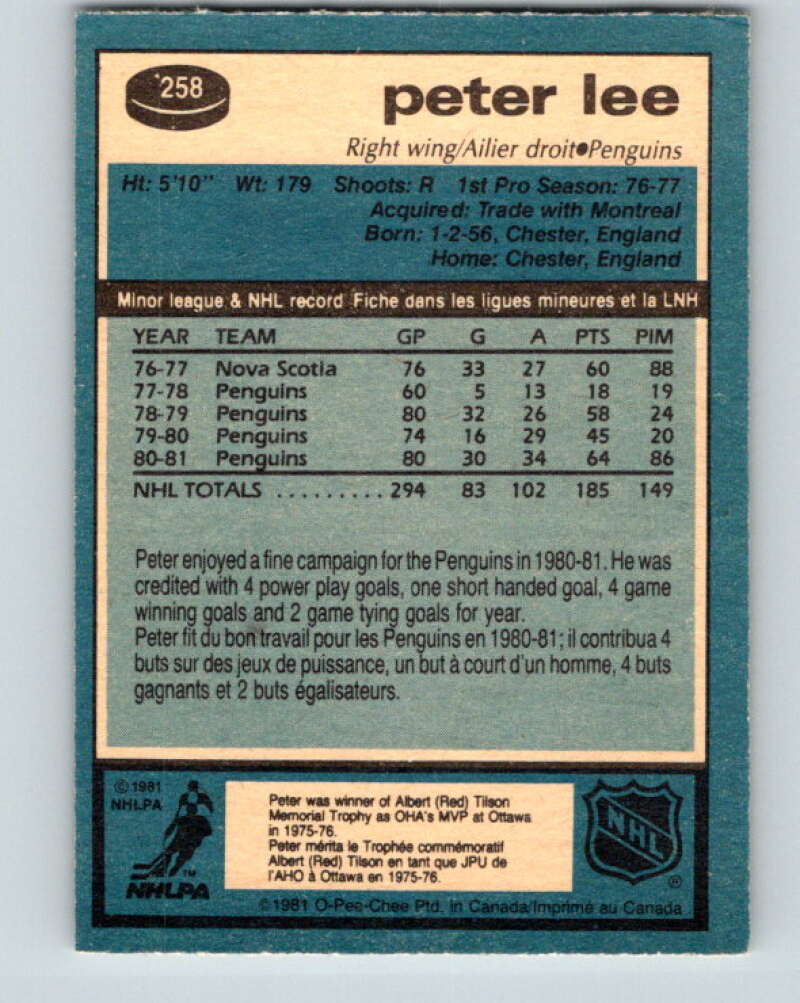 258
peter lee
Right wing/Ailier droit●Penguins
Ht: 5'10" Wt: 179 Shoots: R 1st Pro Season: 76-77
Acquired: Trade with Montreal
Born: 1-2-56, Chester, England
Home: Chester, England
Minor league & NHL record Fiche dans les ligues mineures et la LNH
YEAR TEAM GP G A PTS PIM
76-77 Nova Scotia 76 33 27 60 88
77-78 Penguins 60 5 13 18 19
78-79 Penguins 80 32 26 58 24
79-80 Penguins 74 16 29 45 20
80-81 Penguins 80 30 34 64 86
NHL TOTALS ......... 294 83 102 185 149
Peter enjoyed a fine campaign for the Penguins in 1980-81. He was
credited with 4 power play goals, one short handed goal, 4 game
winning goals and 2 game tying goals for year.
Peter fit du bon travail pour les Penguins en 1980-81; il contribua 4
buts sur des jeux de puissance, un but à court d'un homme, 4 buts
gagnants et 2 buts égalisateurs.
© 1981
NHLPA
TM
NHLPA
Peter was winner of Albert (Red) Tilson
Memorial Trophy as OHA's MVP at Ottawa
in 1975-76.
Peter mérita le Trophée commémoratif
Albert (Red) Tilson en tant que JPU de
l'AHO à Ottawa en 1975-76.
NHL
®
© 1981 O-Pee-Chee Ptd. in Canada/Imprimé au Canada